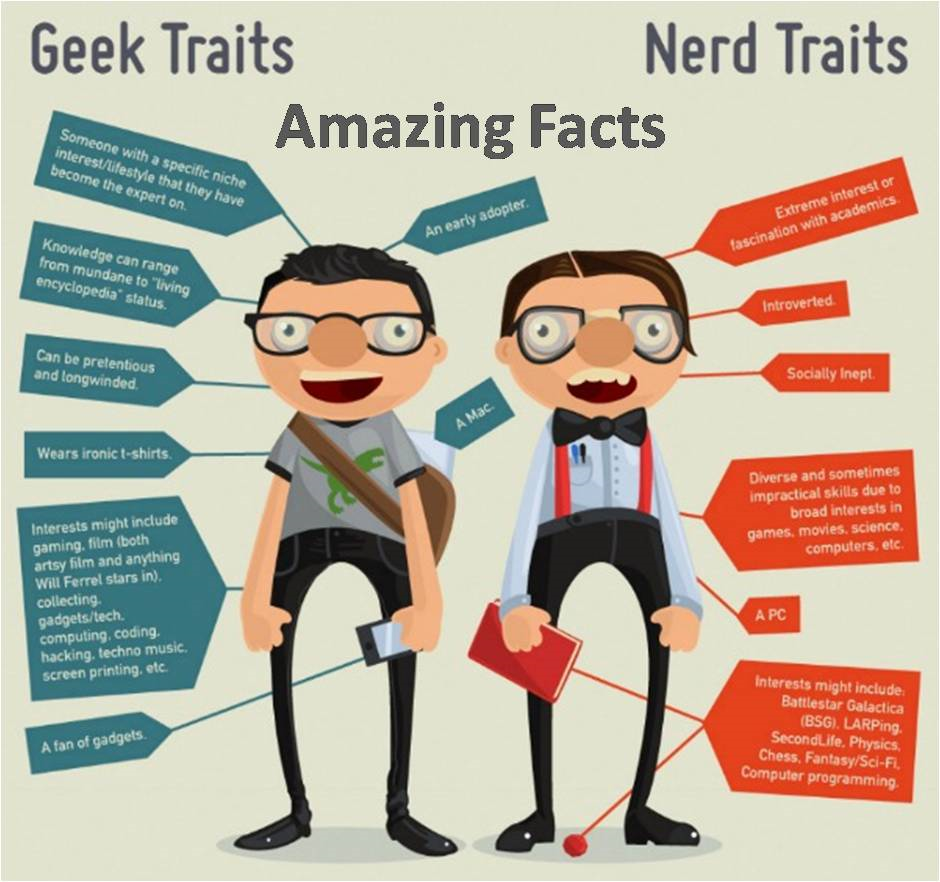 Geek Traits
Nerd Traits
Amazing Facts
Someone with a specific niche
interest/lifestyle that they have
become the expert on.
An early adopter.
Knowledge can range
from mundane to "living
encyclopedia" status.
Can be pretentious
and longwinded.
A Mac.
Wears ironic t-shirts.
Interests might include
gaming, film (both
artsy film and anything
Will Ferrel stars in),
collecting,
gadgets/tech,
computing, coding,
hacking, techno music,
screen printing, etc.
A fan of gadgets.
Extreme interest or
fascination with academics.
Introverted.
Socially Inept.
Diverse and sometimes
impractical skills due to
broad interests in
games, movies, science,
computers, etc.
A PC
Interests might include:
Battlestar Galactica
(BSG), LARPing,
SecondLife, Physics,
Chess, Fantasy/Sci-Fi,
Computer programming,